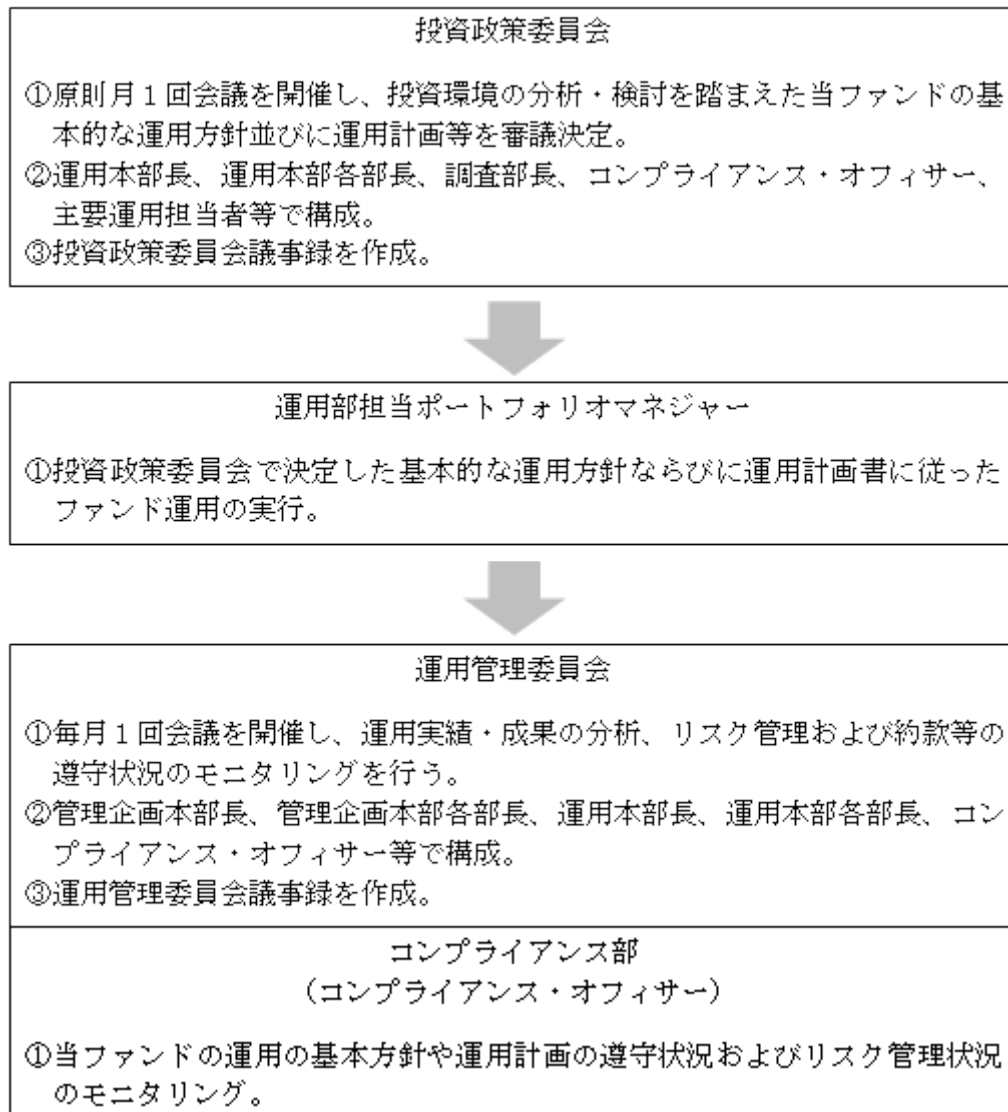 投資政策委員会
①原則月1回会議を開催し、投資環境の分析・検討を踏まえた当ファンドの基
本的な運用方針並びに運用計画等を審議決定。
②運用本部長、運用本部各部長、調査部長、コンプライアンス・オフィサー、
主要運用担当者等で構成。
③投資政策委員会議事録を作成。
運用部担当ポートフォリオマネジャー
①投資政策委員会で決定した基本的な運用方針ならびに運用計画書に従った
ファンド運用の実行。
運用管理委員会
①毎月1回会議を開催し、運用実績・成果の分析、リスク管理および約款等の
遵守状況のモニタリングを行う。
②管理企画本部長、管理企画本部各部長、運用本部長、運用本部各部長、コン
プライアンス・オフィサー等で構成。
③運用管理委員会議事録を作成。
コンプライアンス部
(コンプライアンス・オフィサー)
①当ファンドの運用の基本方針や運用計画の遵守状況およびリスク管理状況
のモニタリング。